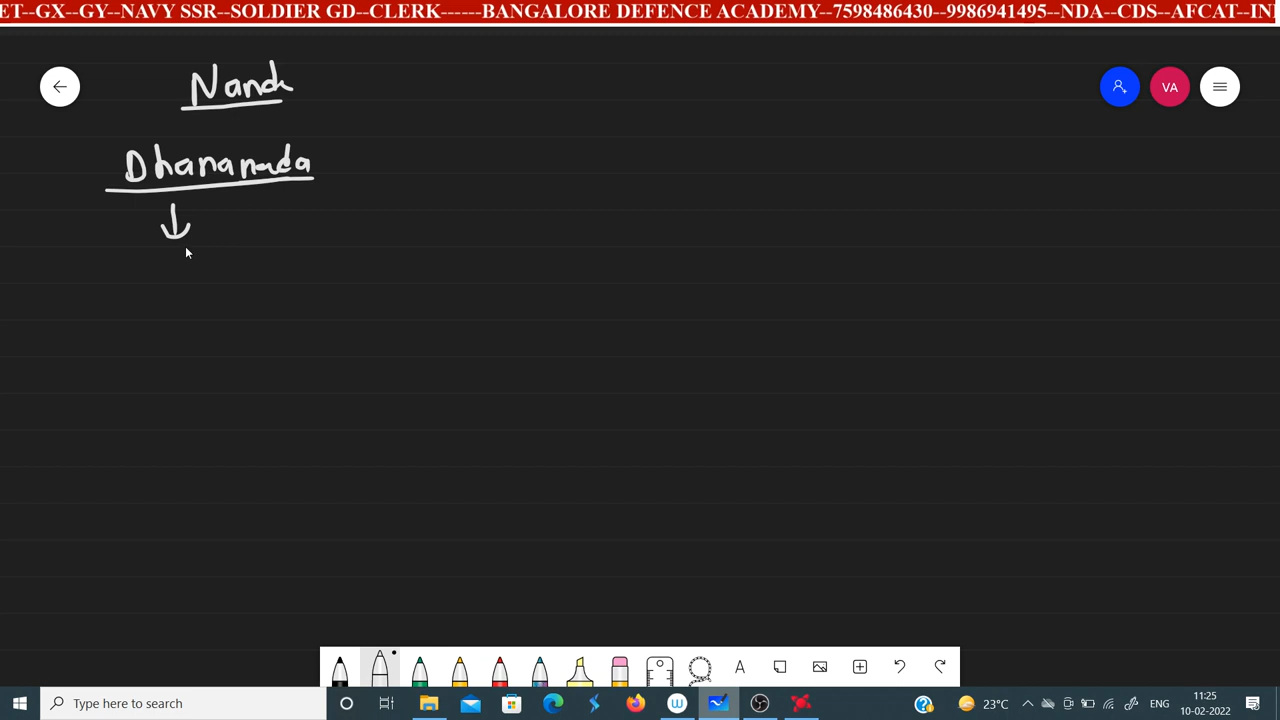 ET--GX--GY--NAVY SSR--SOLDIER GD--CLERK------BANGALORE DEFENCE ACADEMY--7598486430--9986941495--NDA--CDS--AFCAT--IN
Nand
VA
Dhananada
A
Type here to search
23°C
ENG
11:25
10-02-2022